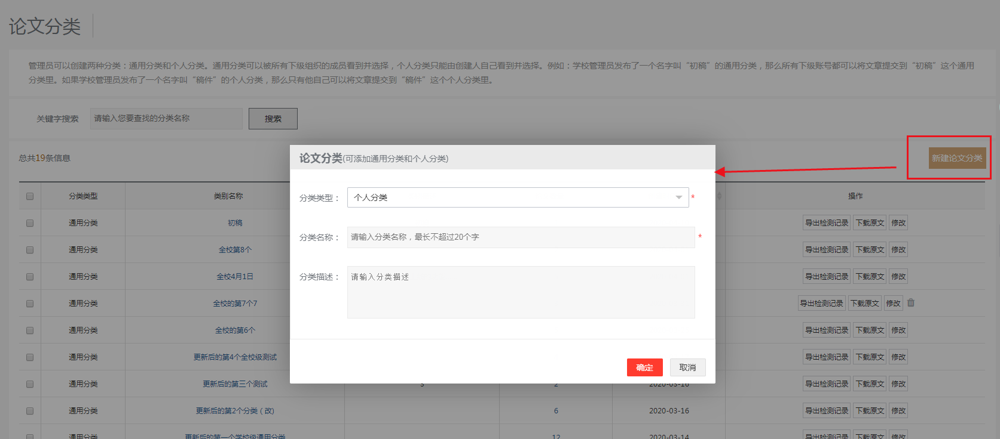 论文分类
管理员可以创建两种分类：通用分类和个人分类。通用分类可以被所有下级组织的成员看到并选择，个人分类只能由创建人自己看到并选择。例如：学校管理员发布了一个名字叫“初稿”的通用分类，那么所有下级账号都可以将文章提交到“初稿”这个通用
分类里。如果学校管理员发布了一个名字叫“稿件”的个人分类，那么只有他自己可以将文章提交到“稿件”这个个人分类里。
关键字搜索 请输入您要查找的分类名称 搜索
总共19条信息 新建论文分类
论文分类(可添加通用分类和个人分类)
分类类型： 个人分类 *
分类名称： 请输入分类名称，最长不超过20个字 *
分类描述： 请输入分类描述
确定 取消
分类类型 类别名称 操作
通用分类 初稿 导出检测记录 下载原文 修改
通用分类 全校第8个 导出检测记录 下载原文 修改
通用分类 全校4月1日 导出检测记录 下载原文 修改
通用分类 全校的第7个7 导出检测记录 下载原文 修改
通用分类 全校的第6个 导出检测记录 下载原文 修改
通用分类 更新后的第4个全校级测试 导出检测记录 下载原文 修改
通用分类 更新后的第三个测试 3 2 2020-03-16 导出检测记录 下载原文 修改
通用分类 更新后的第2个分类（改) 6 2020-03-16 导出检测记录 下载原文 修改
通用分类 更新后的第一个学校级通用分类 12 2020-03-14 导出检测记录 下载原文 修改